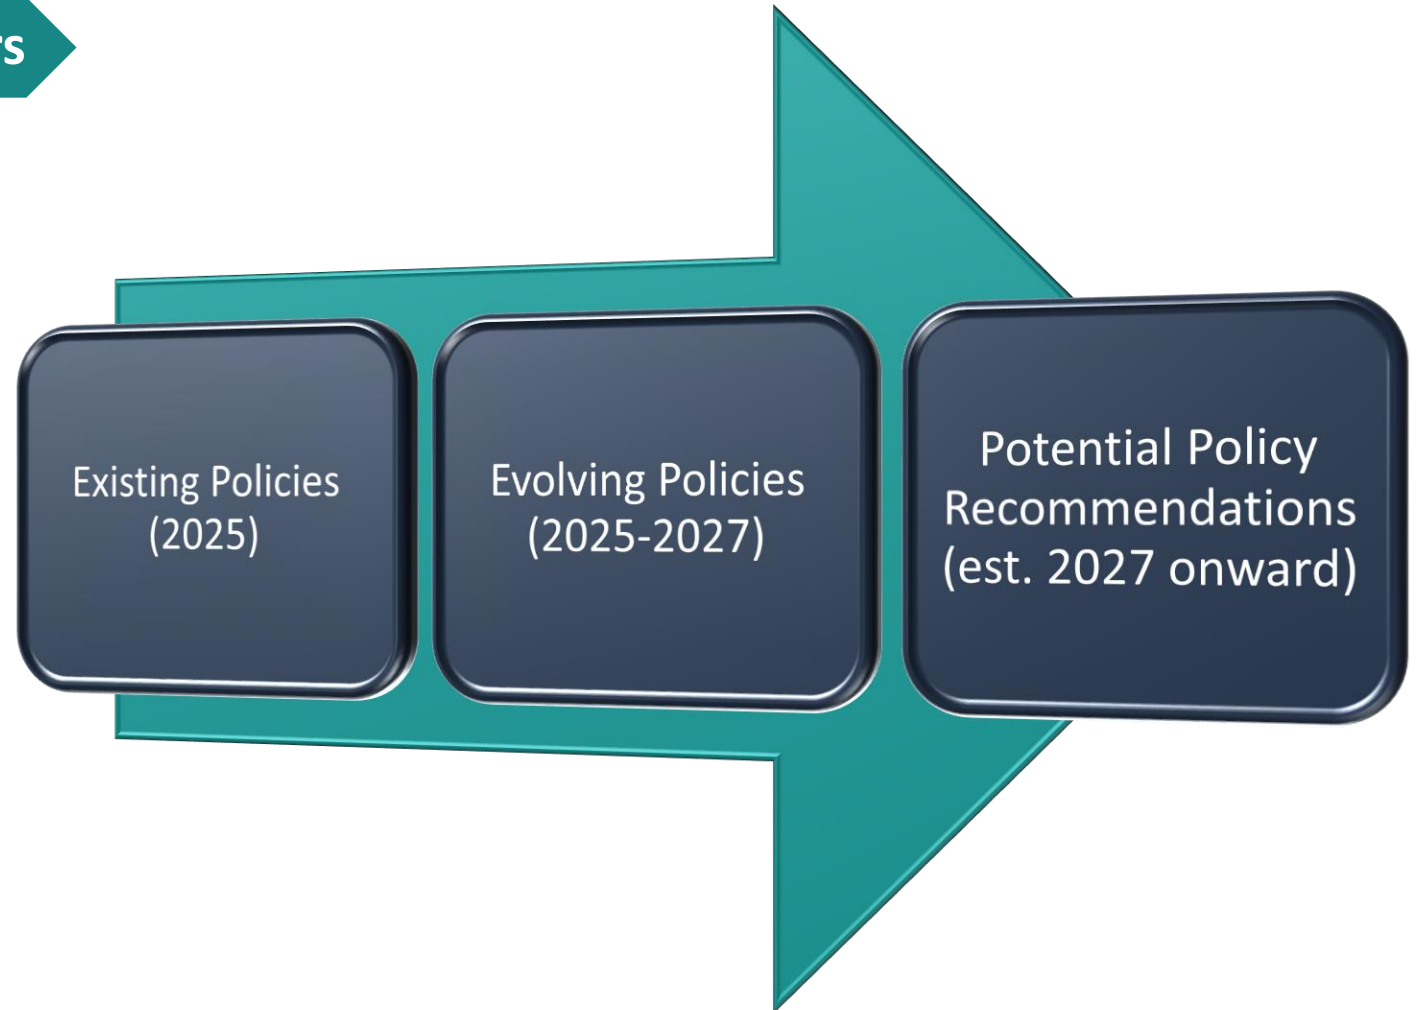 Existing Policies
(2025)
Evolving Policies
(2025-2027)
Potential Policy
Recommendations
(est. 2027 onward)